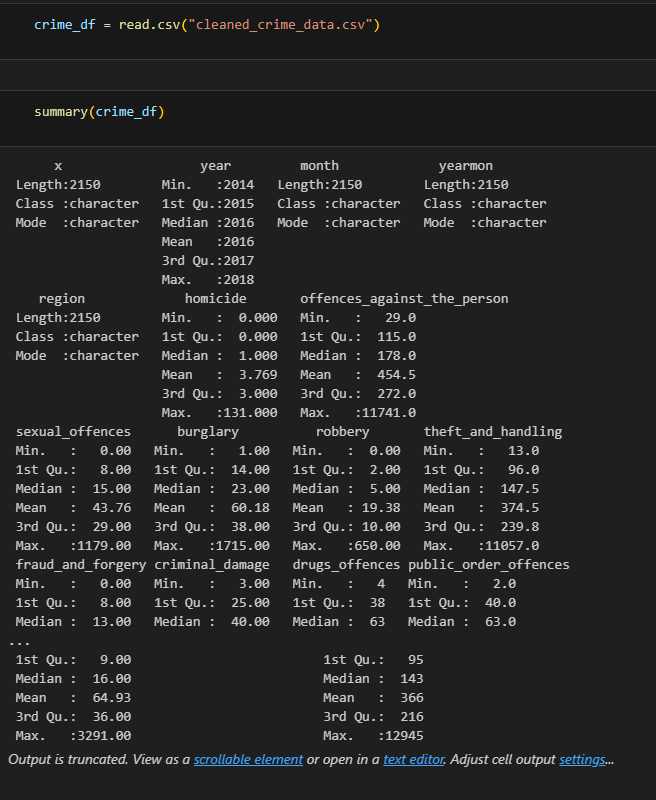 crime_df = read.csv("cleaned_crime_data.csv")
summary(crime_df)
x year month yearmon
Length:2150 Min. :2014 Length:2150 Length:2150
Class :character 1st Qu.:2015 Class :character Class :character
Mode :character Median :2016 Mode :character Mode :character
Mean :2016
3rd Qu.:2017
Max. :2018
region homicide offences_against_the_person
Length:2150 Min. : 0.000 Min. : 29.0
Class :character 1st Qu.: 0.000 1st Qu.: 115.0
Mode :character Median : 1.000 Median : 178.0
Mean : 3.769 Mean : 454.5
3rd Qu.: 3.000 3rd Qu.: 272.0
Max. :131.000 Max. :11741.0
sexual_offences burglary robbery theft_and_handling
Min. : 0.00 Min. : 1.00 Min. : 0.00 Min. : 13.0
1st Qu.: 8.00 1st Qu.: 14.00 1st Qu.: 2.00 1st Qu.: 96.0
Median : 15.00 Median : 23.00 Median : 5.00 Median : 147.5
Mean : 43.76 Mean : 60.18 Mean : 19.38 Mean : 374.5
3rd Qu.: 29.00 3rd Qu.: 38.00 3rd Qu.: 10.00 3rd Qu.: 239.8
Max. :1179.00 Max. :1715.00 Max. :650.00 Max. :11057.0
fraud_and_forgery criminal_damage drugs_offences public_order_offences
Min. : 0.00 Min. : 3.00 Min. : 4 Min. : 2.0
1st Qu.: 8.00 1st Qu.: 25.00 1st Qu.: 38 1st Qu.: 40.0
Median : 13.00 Median : 40.00 Median : 63 Median : 63.0
...
1st Qu.: 9.00 1st Qu.: 95
Median : 16.00 Median : 143
Mean : 64.93 Mean : 366
3rd Qu.: 36.00 3rd Qu.: 216
Max. :3291.00 Max. :12945
Output is truncated. View as a scrollable element or open in a text editor. Adjust cell output settings...